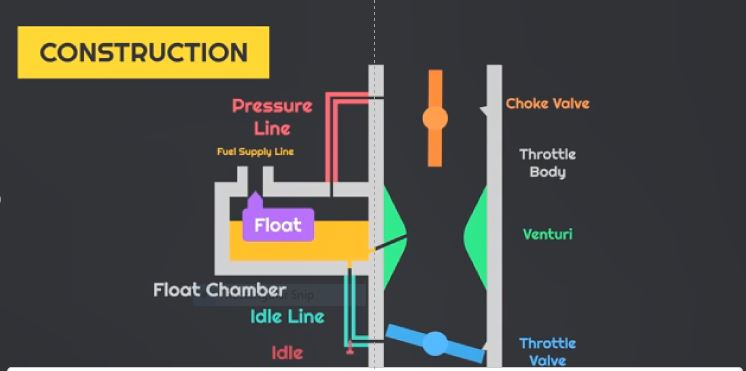 CONSTRUCTION
Pressure
Line
Choke Valve
Fuel Supply Line
Throttle
Body
Float
Venturi
Float Chamber
Snip
Idle Line
Idle
Throttle
Valve